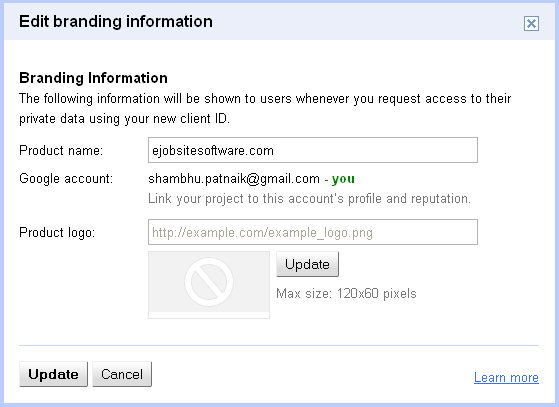 Edit branding information
Branding Information
The following information will be shown to users whenever you request access to their
private data using your new client ID.
Product name: ejobsitesoftware.com
Google account: shambhu.patnaik@gmail.com - you
Link your project to this account's profile and reputation.
Product logo: http://example.com/example_logo.png
Update
Max size: 120x60 pixels
Update Cancel Learn more